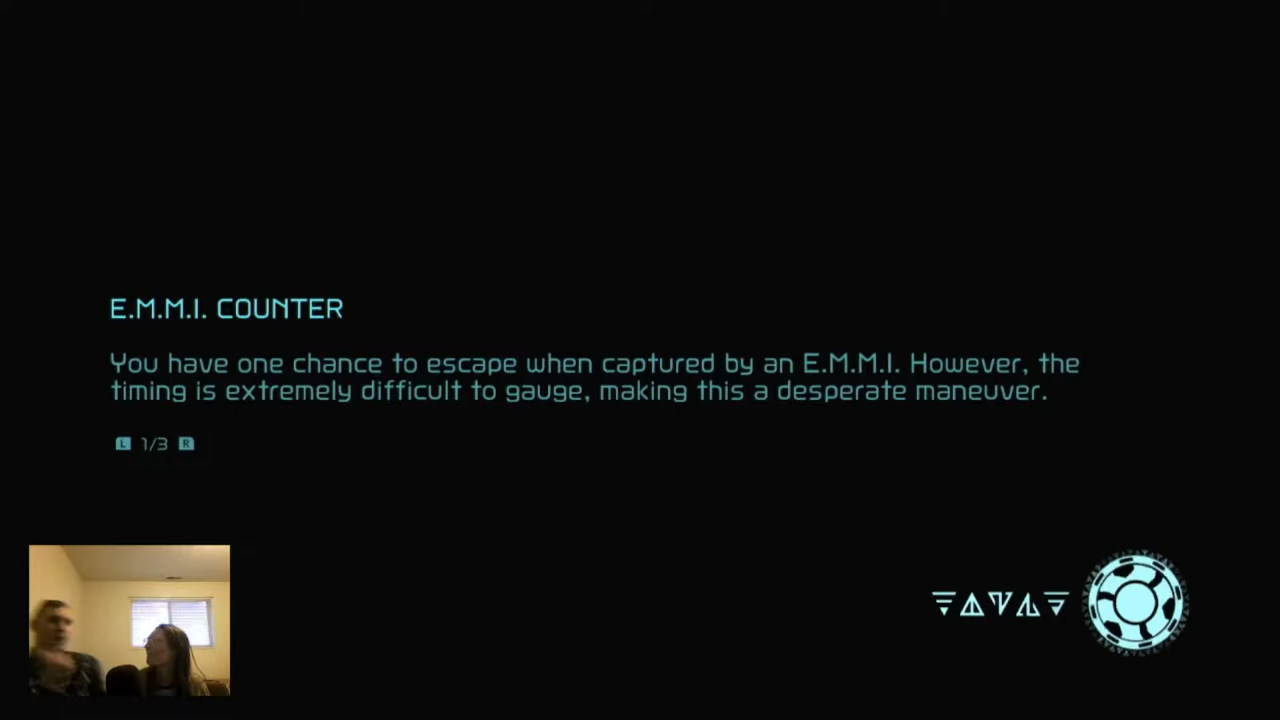 E.M.M.I. COUNTER
You have one chance to escape when captured by an E.M.M.I. However, the
timing is extremely difficult to gauge, making this a desperate maneuver.
L 1/3 R